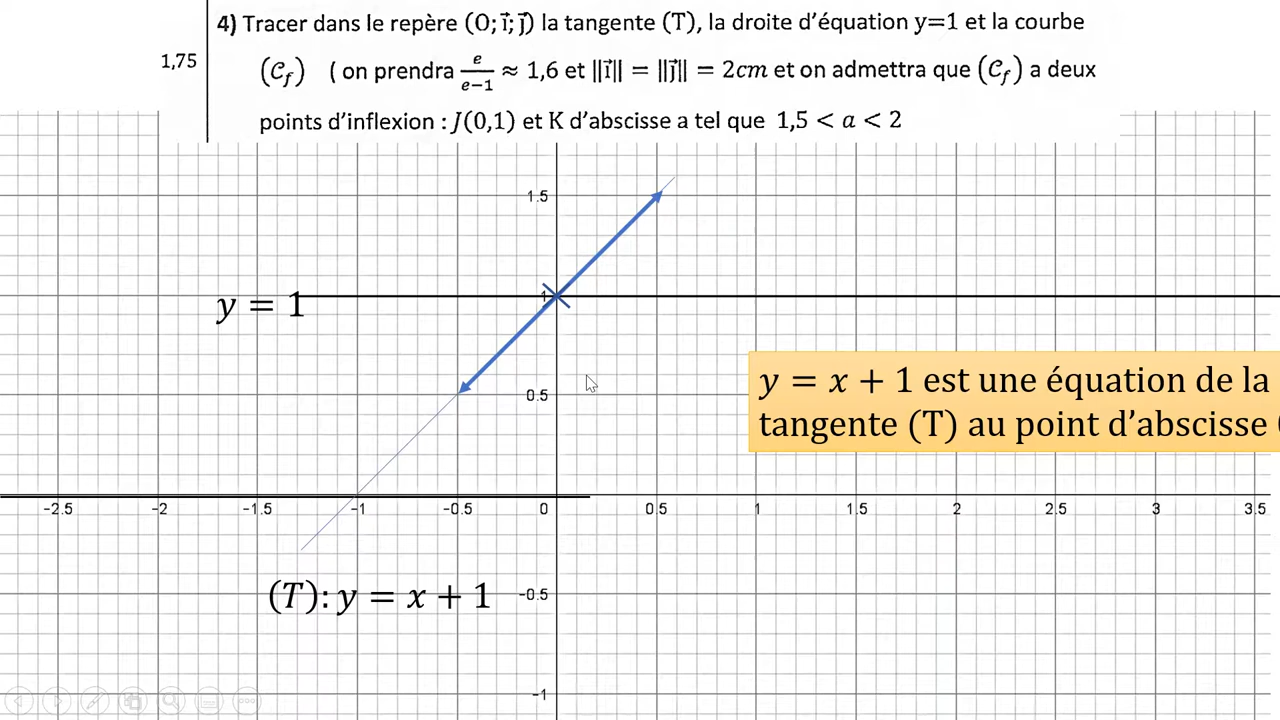 4) Tracer dans le repère (O; i⃗; j⃗) la tangente (T), la droite d'équation y=1 et la courbe
1,75
(𝒞f) ( on prendra e/(e−1) ≈ 1,6 et ‖i⃗‖ = ‖j⃗‖ = 2cm et on admettra que (𝒞f) a deux
points d'inflexion : J(0,1) et K d'abscisse a tel que 1,5 < a < 2
1.5
y = 1
1
y = x + 1 est une équation de la
0.5
tangente (T) au point d'abscisse
-2.5 -2 -1.5 -1 -0.5 0 0.5 1 1.5 2 2.5 3 3.5
(T): y = x + 1
-0.5
-1